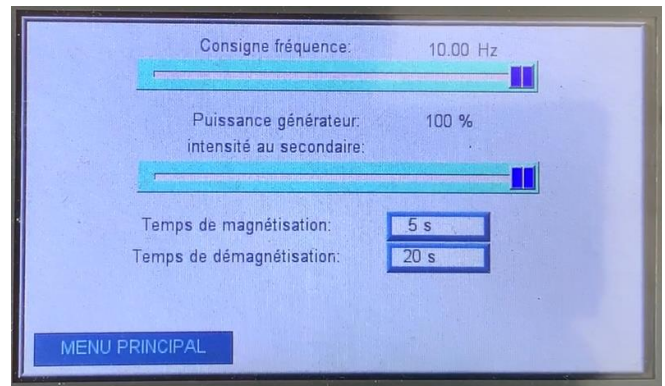 Consigne fréquence: 10.00 Hz
Puissance générateur: 100 %
intensité au secondaire:
Temps de magnétisation: 5 s
Temps de démagnétisation: 20 s
MENU PRINCIPAL